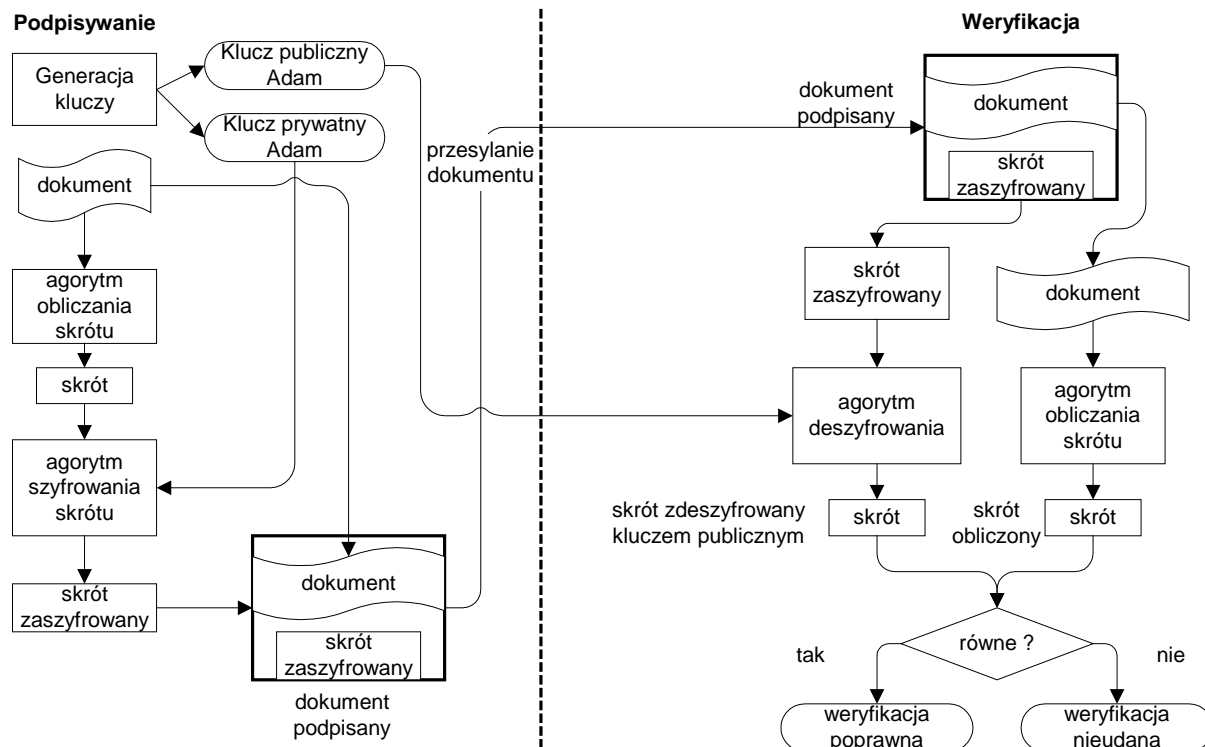 Podpisywanie
Generacja
kluczy
Klucz publiczny
Adam
Klucz prywatny
Adam
dokument
agorytm
obliczania
skrótu
skrót
agorytm
szyfrowania
skrótu
skrót
zaszyfrowany
dokument
skrót
zaszyfrowany
dokument
podpisany
przesylanie
dokumentu
Weryfikacja
dokument
podpisany
dokument
skrót
zaszyfrowany
skrót
zaszyfrowany
dokument
agorytm
deszyfrowania
agorytm
obliczania
skrótu
skrót zdeszyfrowany
kluczem publicznym
skrót
skrót
obliczony
skrót
równe ?
tak
nie
weryfikacja
poprawna
weryfikacja
nieudana